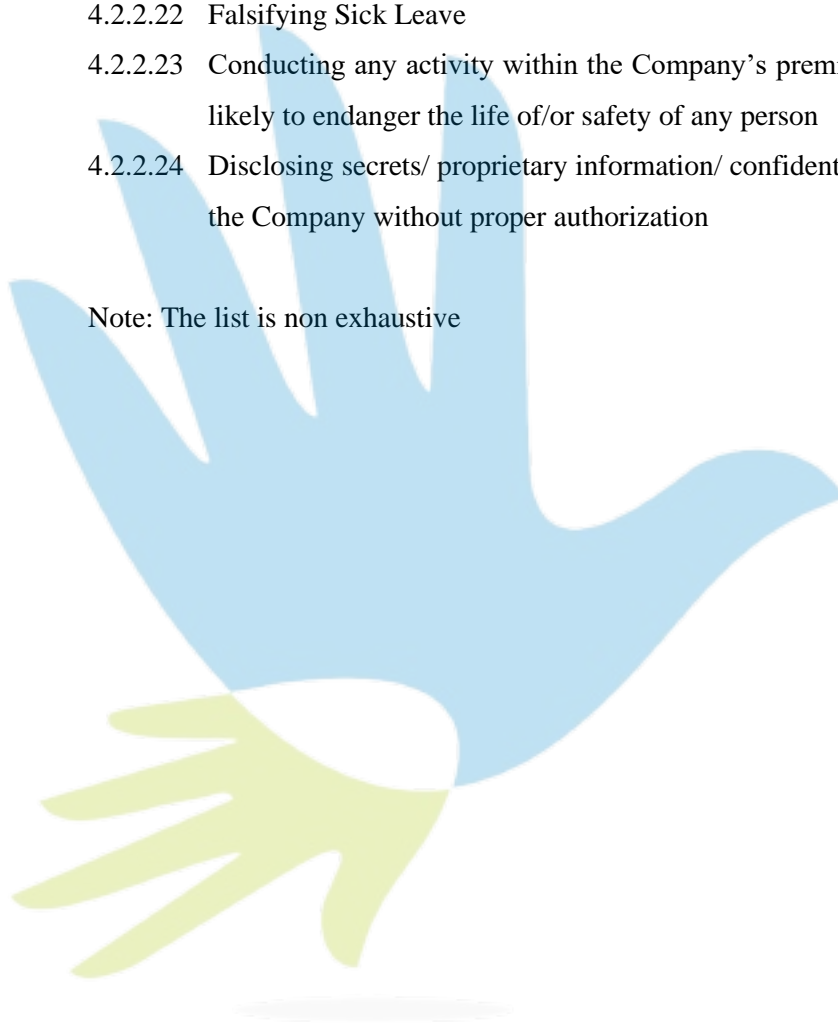 4.2.2.22 Falsifying Sick Leave
4.2.2.23 Conducting any activity within the Company’s
likely to endanger the life of/or safety of any person
4.2.2.24 Disclosing secrets/ proprietary information/
the Company without proper authorization
Note: The list is non exhaustive